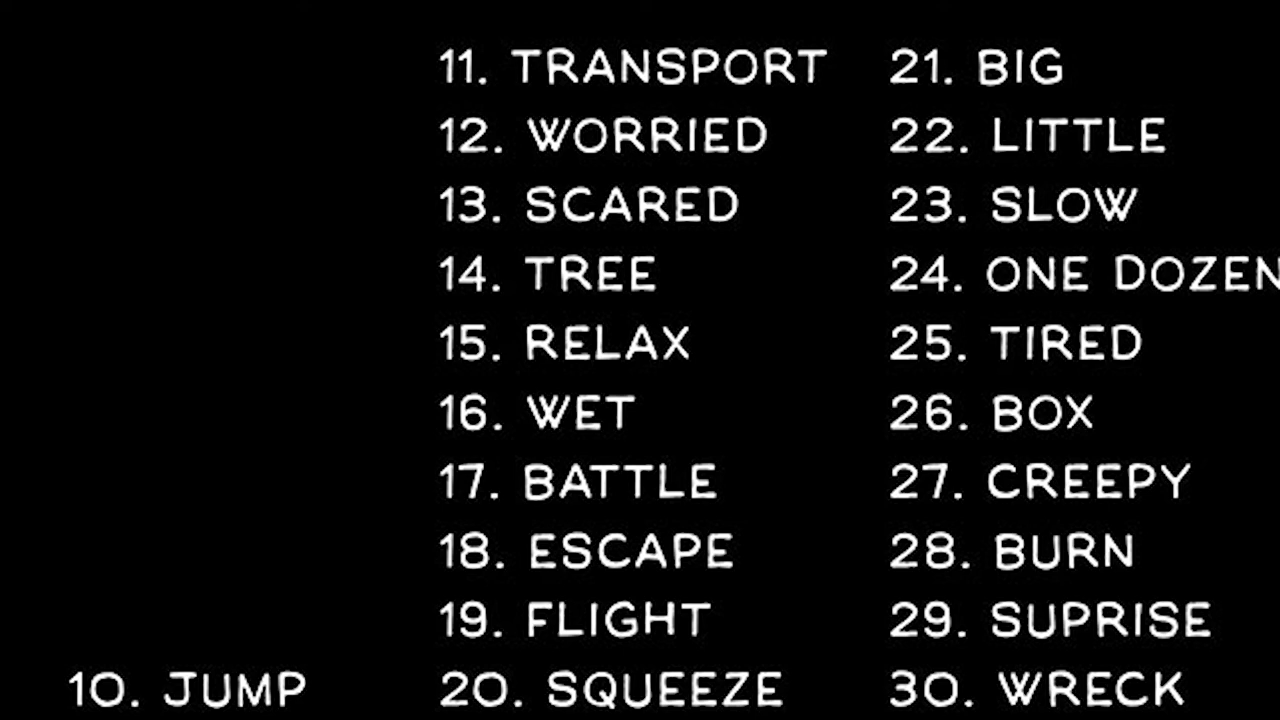 10. JUMP
11. TRANSPORT
12. WORRIED
13. SCARED
14. TREE
15. RELAX
16. WET
17. BATTLE
18. ESCAPE
19. FLIGHT
20. SQUEEZE
21. BIG
22. LITTLE
23. SLOW
24. ONE DOZEN
25. TIRED
26. BOX
27. CREEPY
28. BURN
29. SUPRISE
30. WRECK